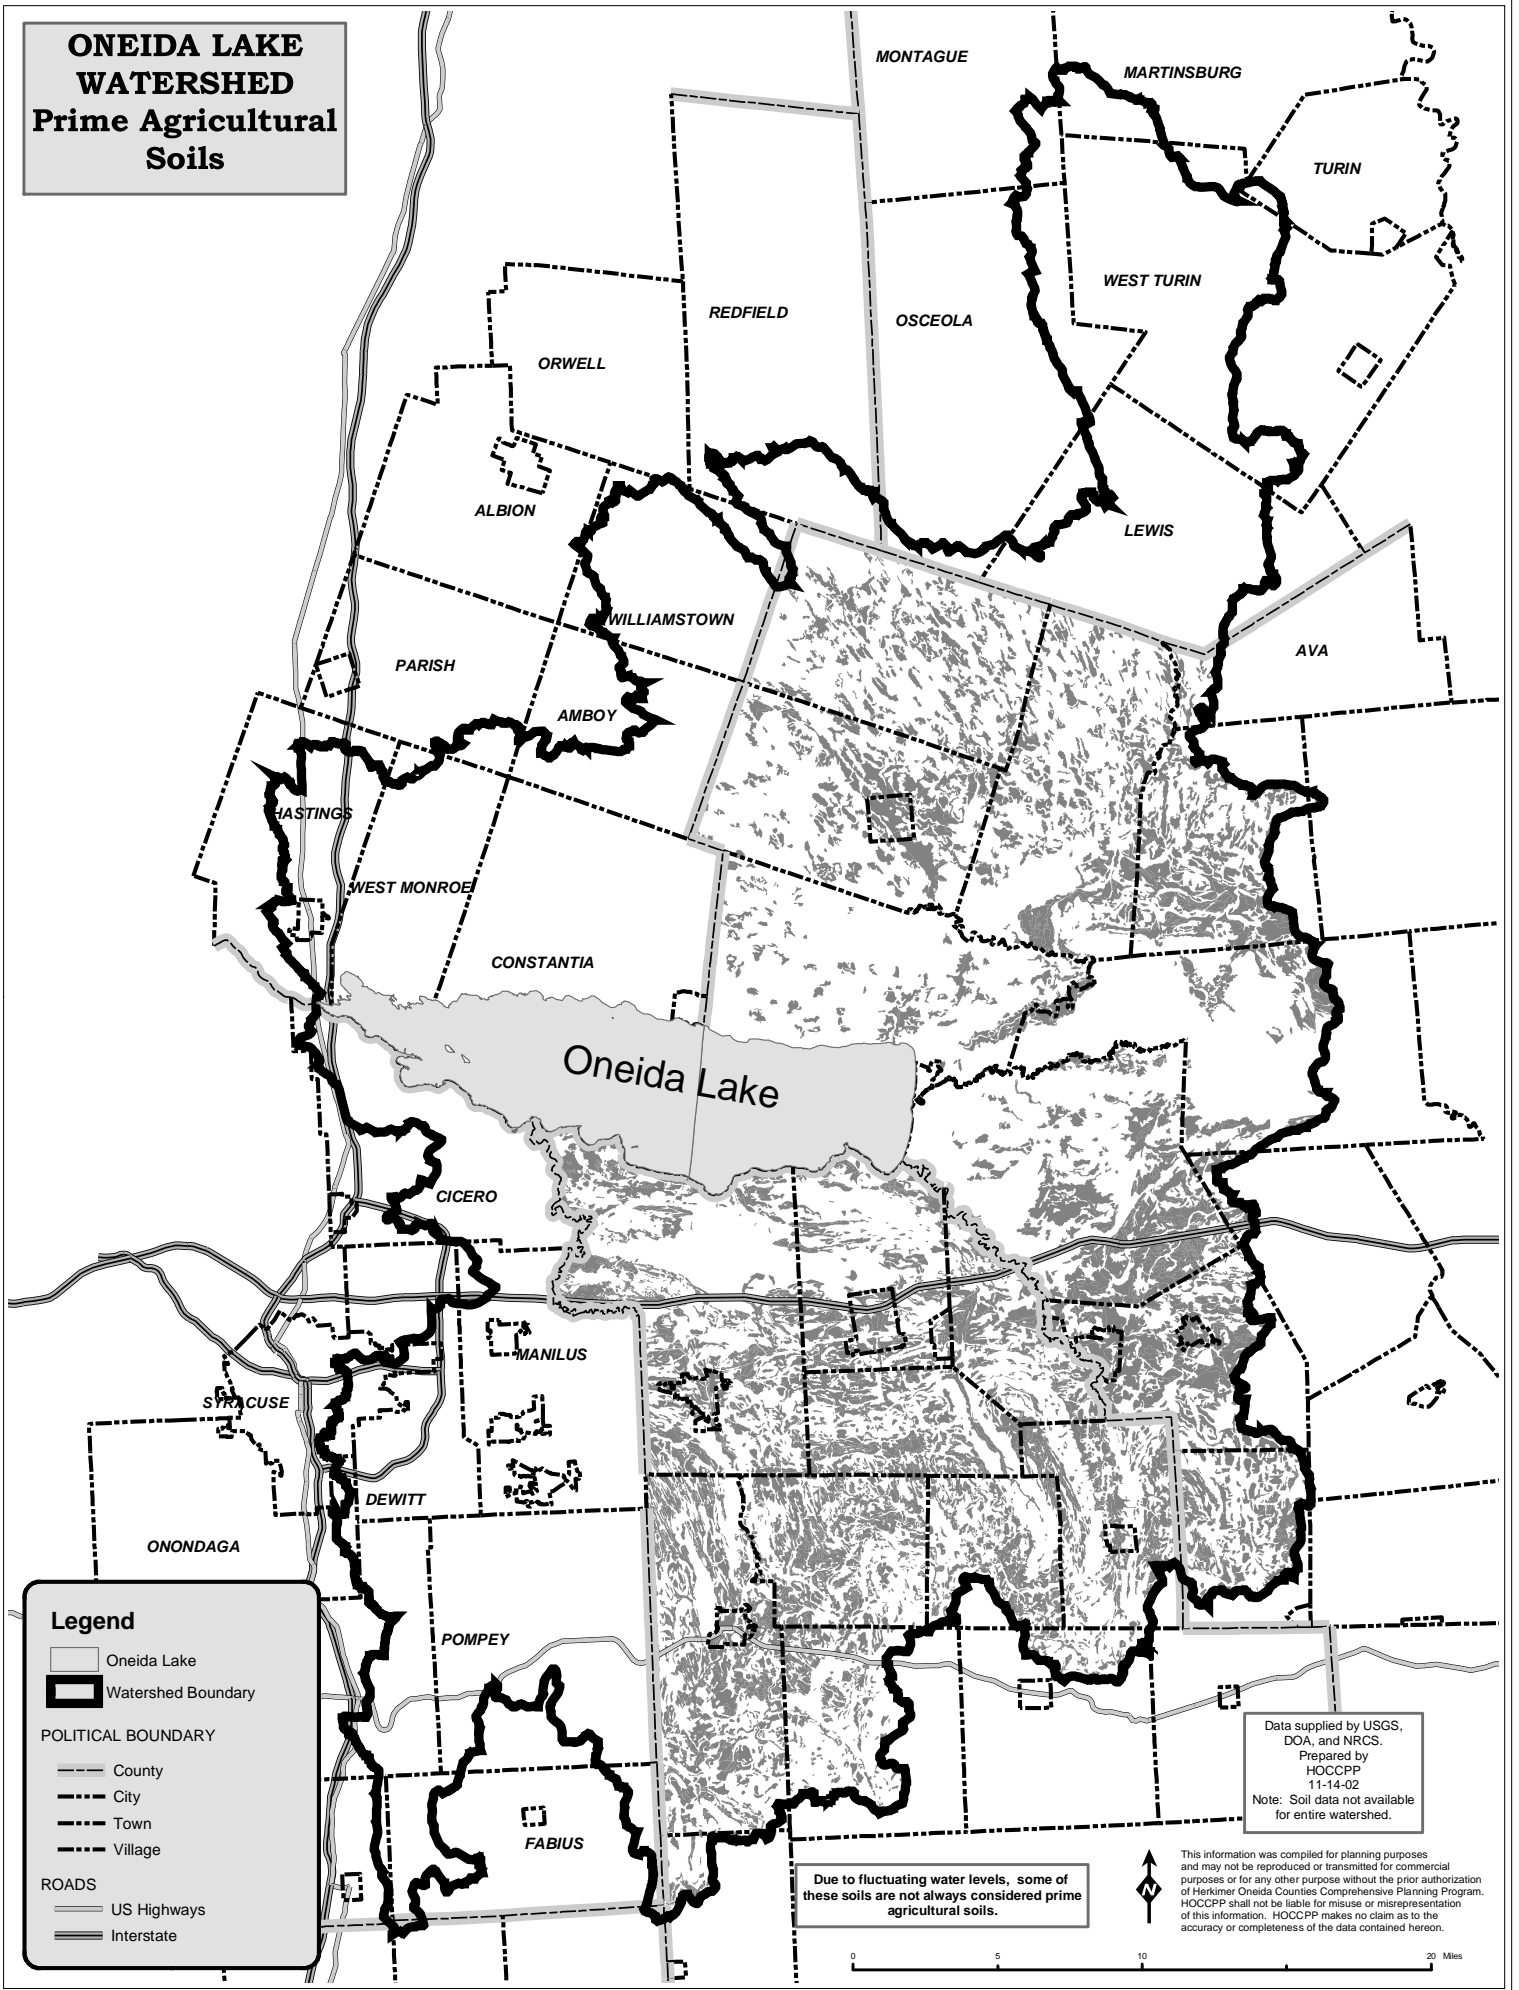 ONEIDA LAKE
WATERSHED
Prime Agricultural
Soils
MONTAGUE
MARTINSBURG
TURIN
WEST TURIN
REDFIELD
OSCEOLA
ORWELL
ALBION
LEWIS
WILLIAMSTOWN
AVA
PARISH
AMBOY
HASTINGS
WEST MONROE
CONSTANTIA
Oneida Lake
CICERO
MANILUS
SYRACUSE
DEWITT
ONONDAGA
POMPEY
FABIUS
Legend
Oneida Lake
Watershed Boundary
POLITICAL BOUNDARY
County
City
Town
Village
ROADS
US Highways
Interstate
Data supplied by USGS,
DOA, and NRCS.
Prepared by
HOCCPP
11-14-02
Note: Soil data not available
for entire watershed.
Due to fluctuating water levels, some of
these soils are not always considered prime
agricultural soils.
N
This information was compiled for planning purposes
and may not be reproduced or transmitted for commercial
purposes or for any other purpose without the prior authorization
of Herkimer Oneida Counties Comprehensive Planning Program.
HOCCPP shall not be liable for misuse or misrepresentation
of this information. HOCCPP makes no claim as to the
accuracy or completeness of the data contained hereon.
0 5 10 20 Miles